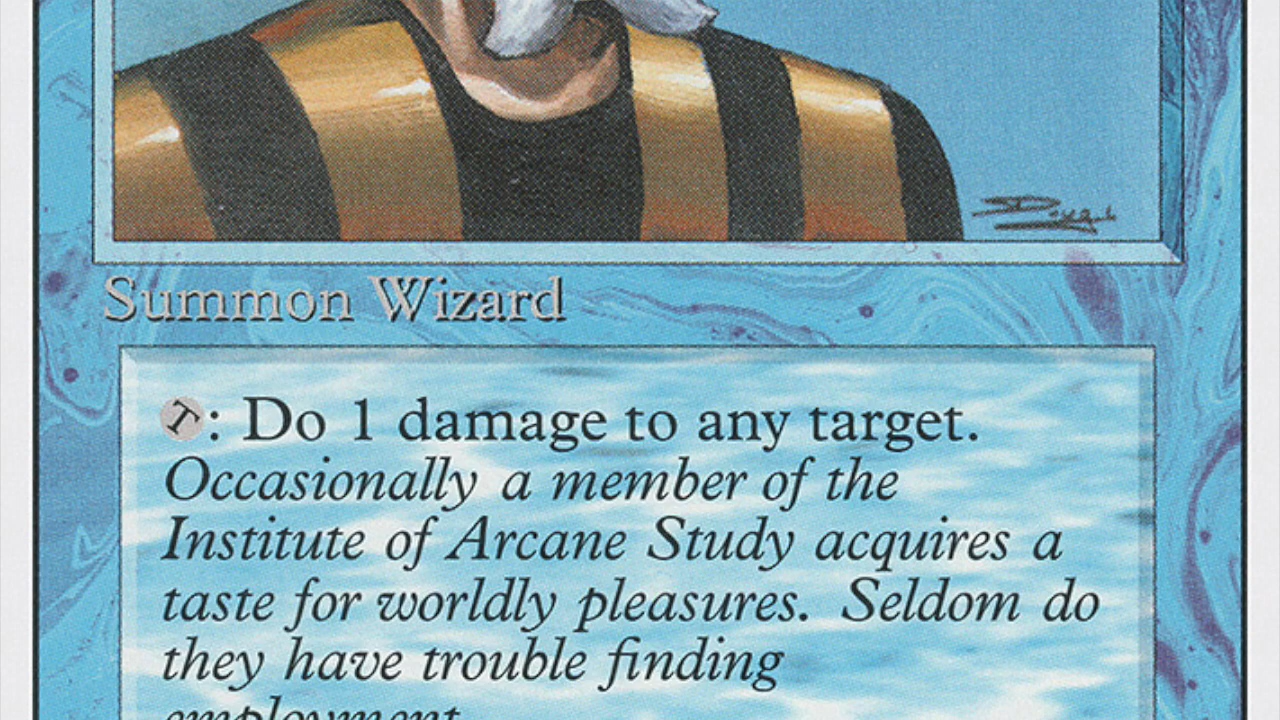 Summon Wizard
T: Do 1 damage to any target.
Occasionally a member of the
Institute of Arcane Study acquires a
taste for worldly pleasures. Seldom do
they have trouble finding
employment.